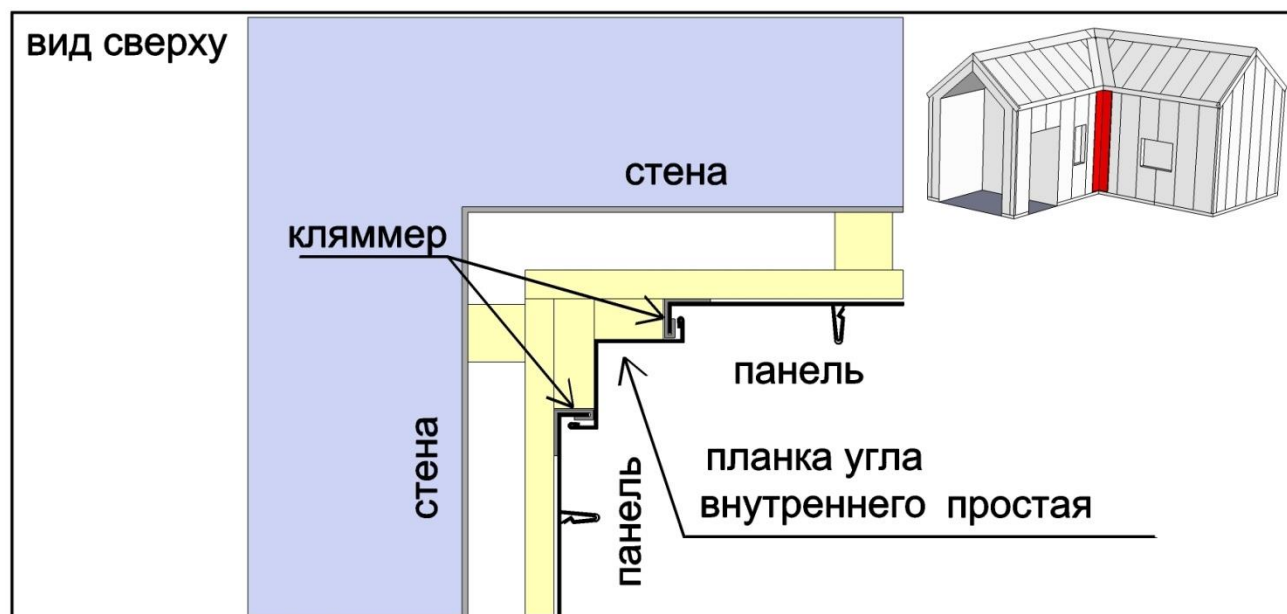 вид сверху
стена
кляммер
панель
стена
панель
планка угла
внутреннего простая